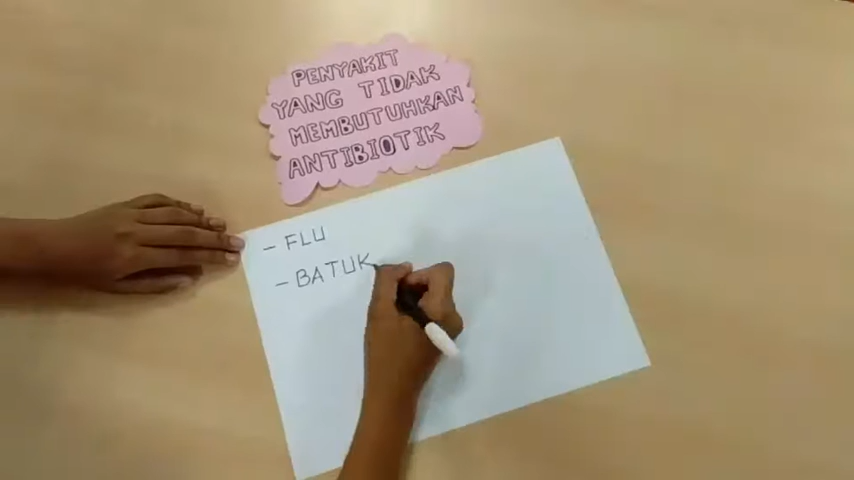 PENYAKIT
YANG TIDAK
MEMBUTUHKAN
ANTIBIOTIK
- FLU
- BATUK